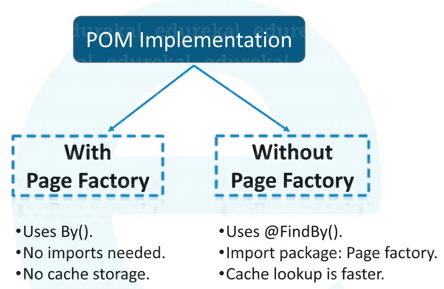 POM Implementation
With
Page Factory
•Uses By().
•No imports needed.
•No cache storage.
Without
Page Factory
•Uses @FindBy().
•Import package: Page factory.
•Cache lookup is faster.